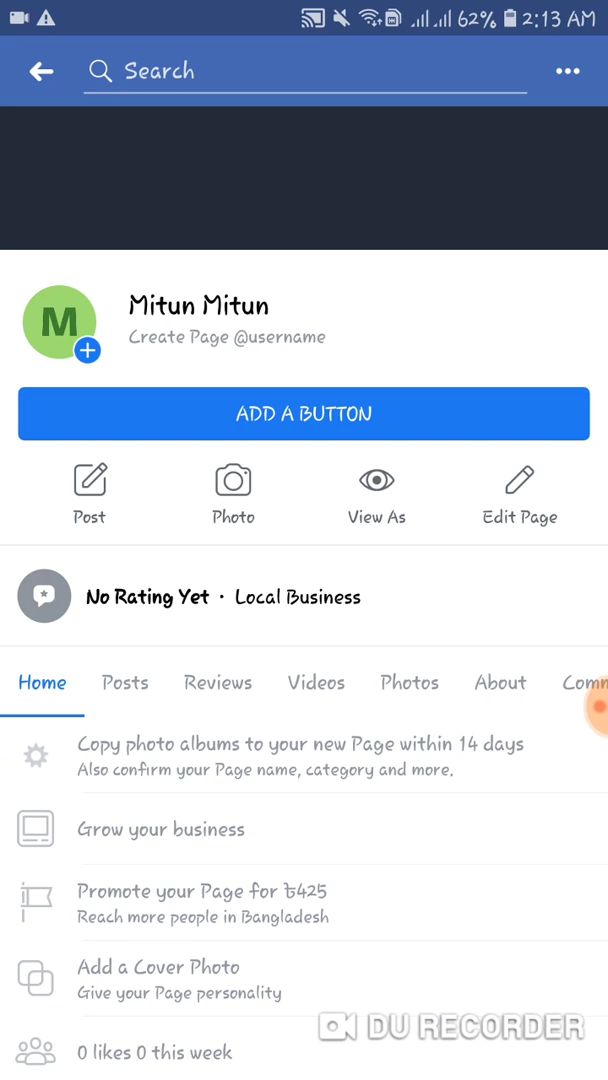 62% 2:13 AM
Search
M
Mitun Mitun
Create Page @username
ADD A BUTTON
Post Photo View As Edit Page
No Rating Yet · Local Business
Home Posts Reviews Videos Photos About Comm
Copy photo albums to your new Page within 14 days
Also confirm your Page name, category and more.
Grow your business
Promote your Page for ৳425
Reach more people in Bangladesh
Add a Cover Photo
Give your Page personality
DU RECORDER
0 likes 0 this week